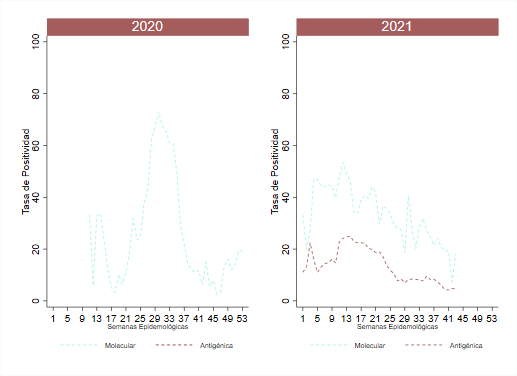 2020
2021
Tasa de Positividad
0 20 40 60 80 100
1 5 9 13 17 21 25 29 33 37 41 45 49 53
Semanas Epidemológicas
Molecular
Antigénica
Tasa de Positividad
0 20 40 60 80 100
1 5 9 13 17 21 25 29 33 37 41 45 49 53
Semanas Epidemológicas
Molecular
Antigénica